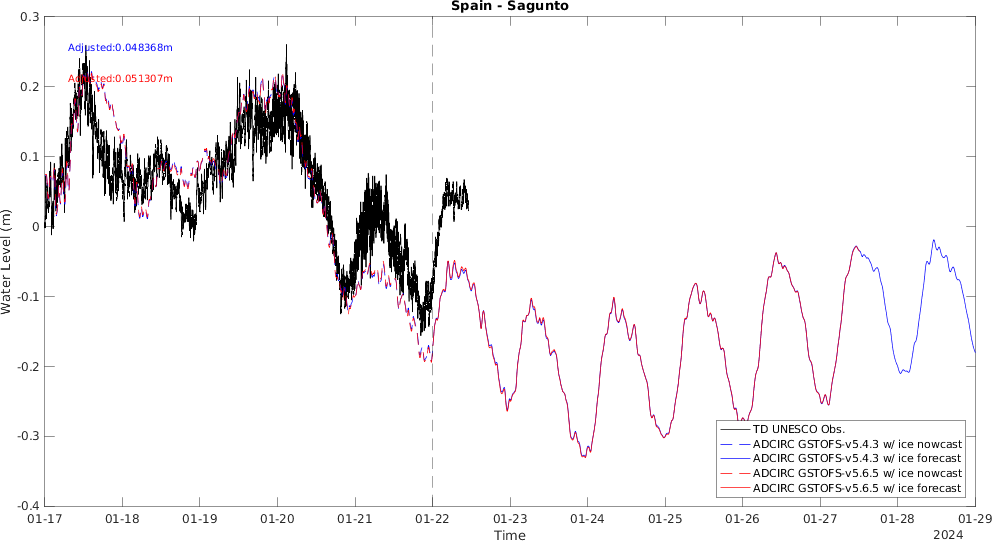 Spain - Sagunto
0.3
0.2
0.1
0
-0.1
-0.2
-0.3
-0.4
Water Level (m)
Adjusted:0.048368m
Adjusted:0.051307m
TD UNESCO Obs.
ADCIRC GSTOFS-v5.4.3 w/ ice nowcast
ADCIRC GSTOFS-v5.4.3 w/ ice forecast
ADCIRC GSTOFS-v5.6.5 w/ ice nowcast
ADCIRC GSTOFS-v5.6.5 w/ ice forecast
01-17 01-18 01-19 01-20 01-21 01-22 01-23 01-24 01-25 01-26 01-27 01-28 01-29
Time
2024